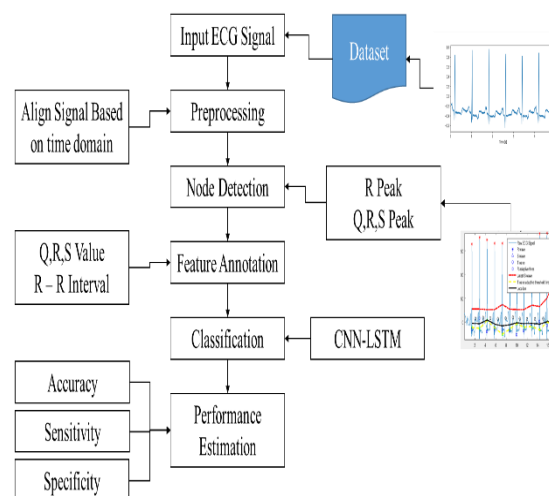 Input ECG Signal
Dataset
Align Signal Based
on time domain
Preprocessing
Node Detection
R Peak
Q,R,S Peak
Q,R,S Value
R – R Interval
Feature Annotation
Classification
CNN-LSTM
Accuracy
Sensitivity
Specificity
Performance
Estimation